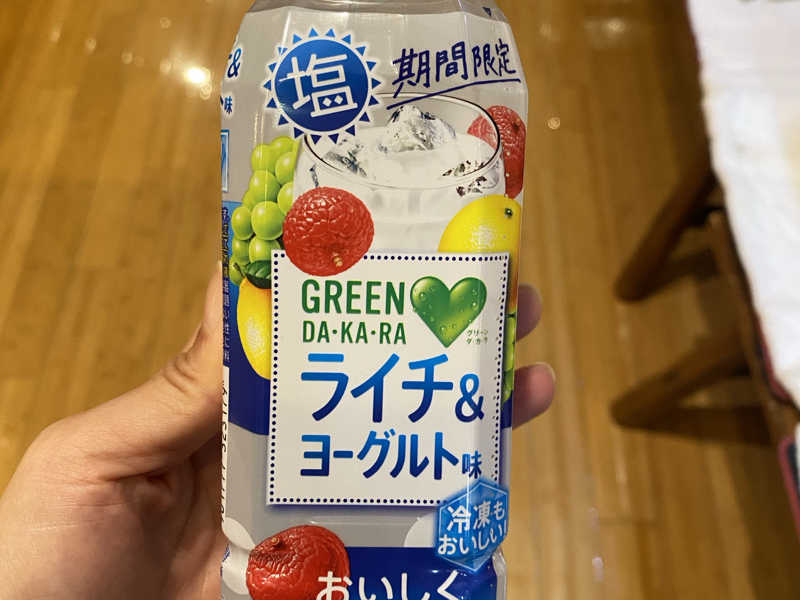 塩
期間限定
&
味
GREEN
DA・KA・RA
グリーン
ダ・カ・ラ
ライチ&
ヨーグルト味
冷凍も
おいしい!
おいしく